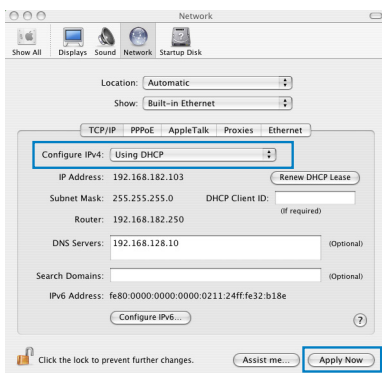 Network
Show All Displays Sound Network Startup Disk
Location: Automatic
Show: Built-in Ethernet
TCP/IP PPPoE AppleTalk Proxies Ethernet
Configure IPv4: Using DHCP
IP Address: 192.168.182.103 Renew DHCP Lease
Subnet Mask: 255.255.255.0 DHCP Client ID:
(If required)
Router: 192.168.182.250
DNS Servers: 192.168.128.10 (Optional)
Search Domains: (Optional)
IPv6 Address: fe80:0000:0000:0000:0211:24ff:fe32:b18e
Configure IPv6... ?
Click the lock to prevent further changes. Assist me... Apply Now